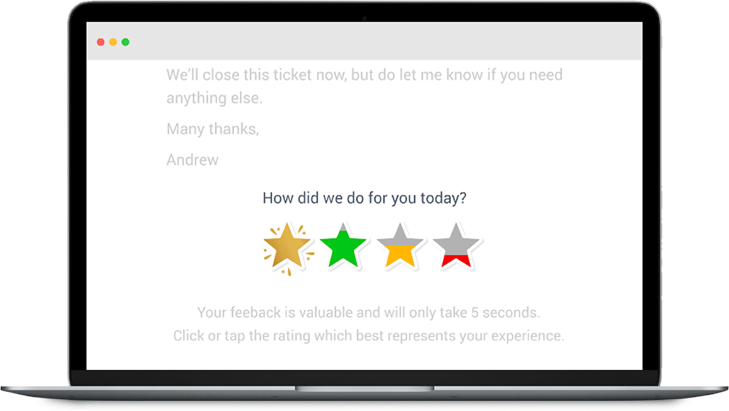 We'll close this ticket now, but do let me know if you need
anything else.
Many thanks,
Andrew
How did we do for you today?
Your feeback is valuable and will only take 5 seconds.
Click or tap the rating which best represents your experience.